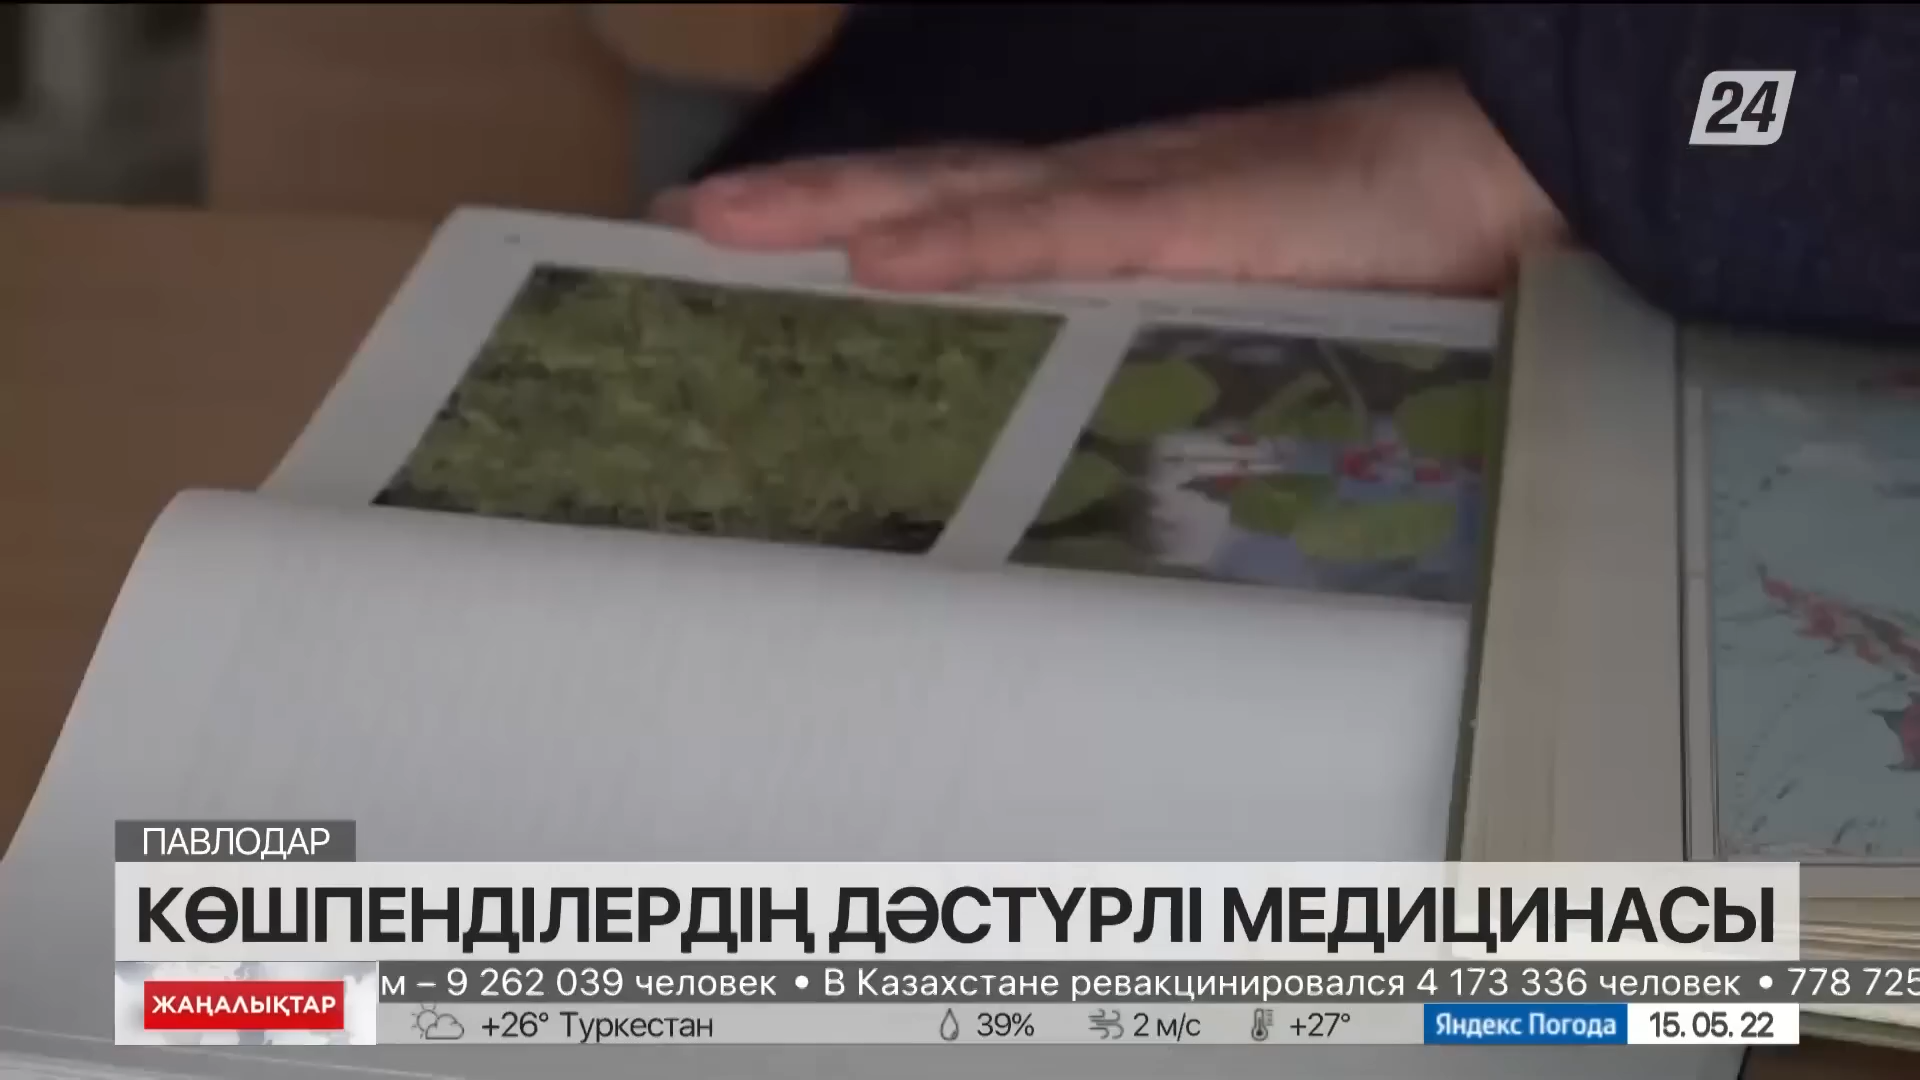 24
ПАВЛОДАР
КӨШПЕНДІЛЕРДІҢ ДӘСТҮРЛІ МЕДИЦИНАСЫ
м – 9 262 039 человек • В Казахстане ревакцинировался 4 173 336 человек • 778 725
ЖАҢАЛЫҚТАР
+26° Туркестан 39% 2 м/с +27° Яндекс Погода 15.05.22